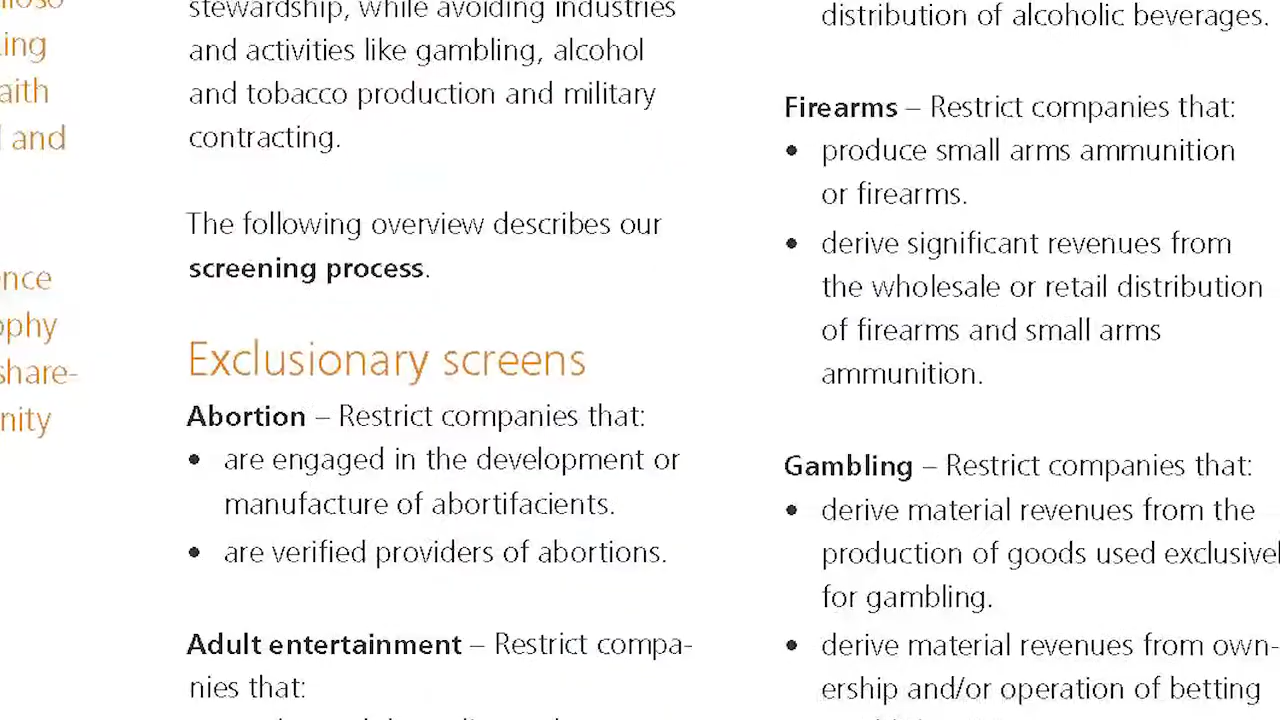 ing
aith
and
nce
ophy
share-
nity
stewardship, while avoiding industries
and activities like gambling, alcohol
and tobacco production and military
contracting.
The following overview describes our
screening process.
Exclusionary screens
Abortion – Restrict companies that:
• are engaged in the development or
manufacture of abortifacients.
• are verified providers of abortions.
Adult entertainment – Restrict compa-
nies that:
distribution of alcoholic beverages.
Firearms – Restrict companies that:
• produce small arms ammunition
or firearms.
• derive significant revenues from
the wholesale or retail distribution
of firearms and small arms
ammunition.
Gambling – Restrict companies that:
• derive material revenues from the
production of goods used exclusivel
for gambling.
• derive material revenues from own-
ership and/or operation of betting